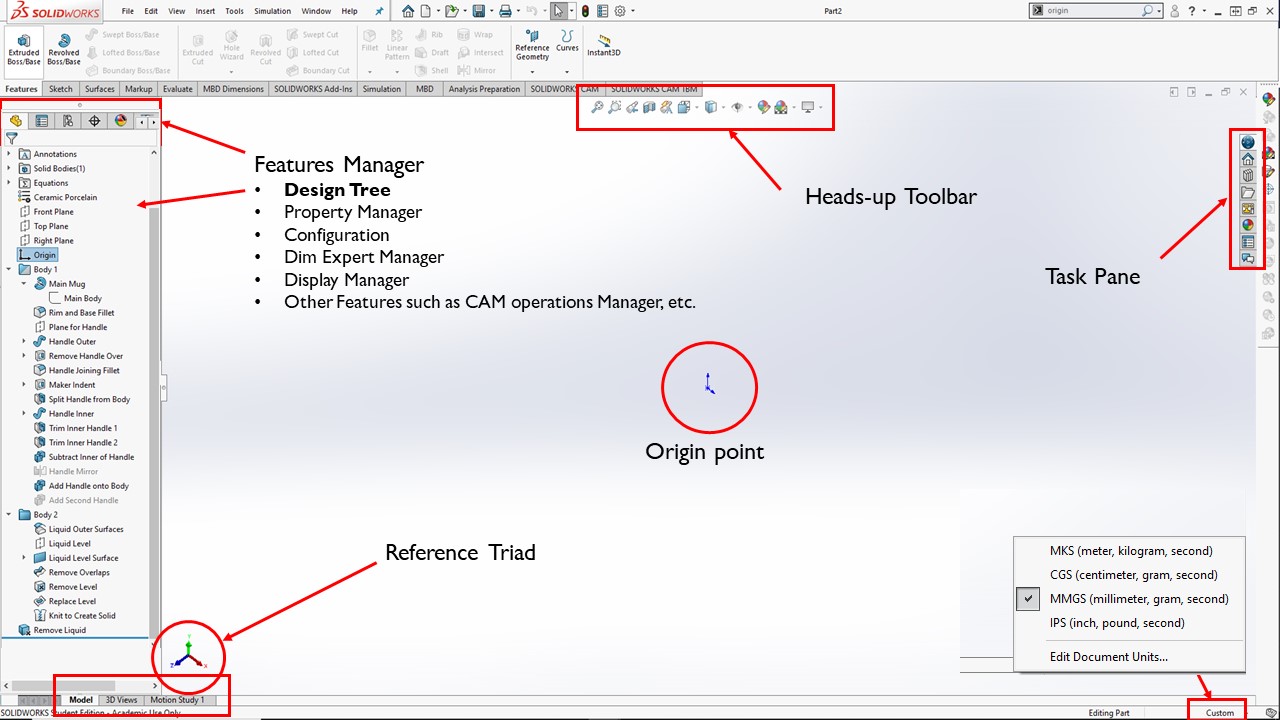 SOLIDWORKS File Edit View Insert Tools Simulation Window Help Part2 origin
Extruded Boss/Base
Revolved Boss/Base
Swept Boss/Base
Lofted Boss/Base
Boundary Boss/Base
Extruded Cut
Hole Wizard
Revolved Cut
Swept Cut
Lofted Cut
Boundary Cut
Fillet
Linear Pattern
Rib
Draft
Shell
Wrap
Intersect
Mirror
Reference Geometry
Curves
Instant3D
Features Sketch Surfaces Markup Evaluate MBD Dimensions SOLIDWORKS Add-Ins Simulation MBD Analysis Preparation SOLIDWORKS CAM SOLIDWORKS CAM TBM
Annotations
Solid Bodies(1)
Equations
Ceramic Porcelain
Front Plane
Top Plane
Right Plane
Origin
Body 1
Main Mug
Main Body
Rim and Base Fillet
Plane for Handle
Handle Outer
Remove Handle Over
Handle Joining Fillet
Maker Indent
Split Handle from Body
Handle Inner
Trim Inner Handle 1
Trim Inner Handle 2
Subtract Inner of Handle
Handle Mirror
Add Handle onto Body
Add Second Handle
Body 2
Liquid Outer Surfaces
Liquid Level
Liquid Level Surface
Remove Overlaps
Remove Level
Replace Level
Knit to Create Solid
Remove Liquid
Features Manager
• Design Tree
• Property Manager
• Configuration
• Dim Expert Manager
• Display Manager
• Other Features such as CAM operations Manager, etc.
Heads-up Toolbar
Task Pane
Origin point
Reference Triad
Y
Z
X
MKS (meter, kilogram, second)
CGS (centimeter, gram, second)
MMGS (millimeter, gram, second)
IPS (inch, pound, second)
Edit Document Units...
Model 3D Views Motion Study 1
SOLIDWORKS Student Edition - Academic Use Only
Editing Part Custom